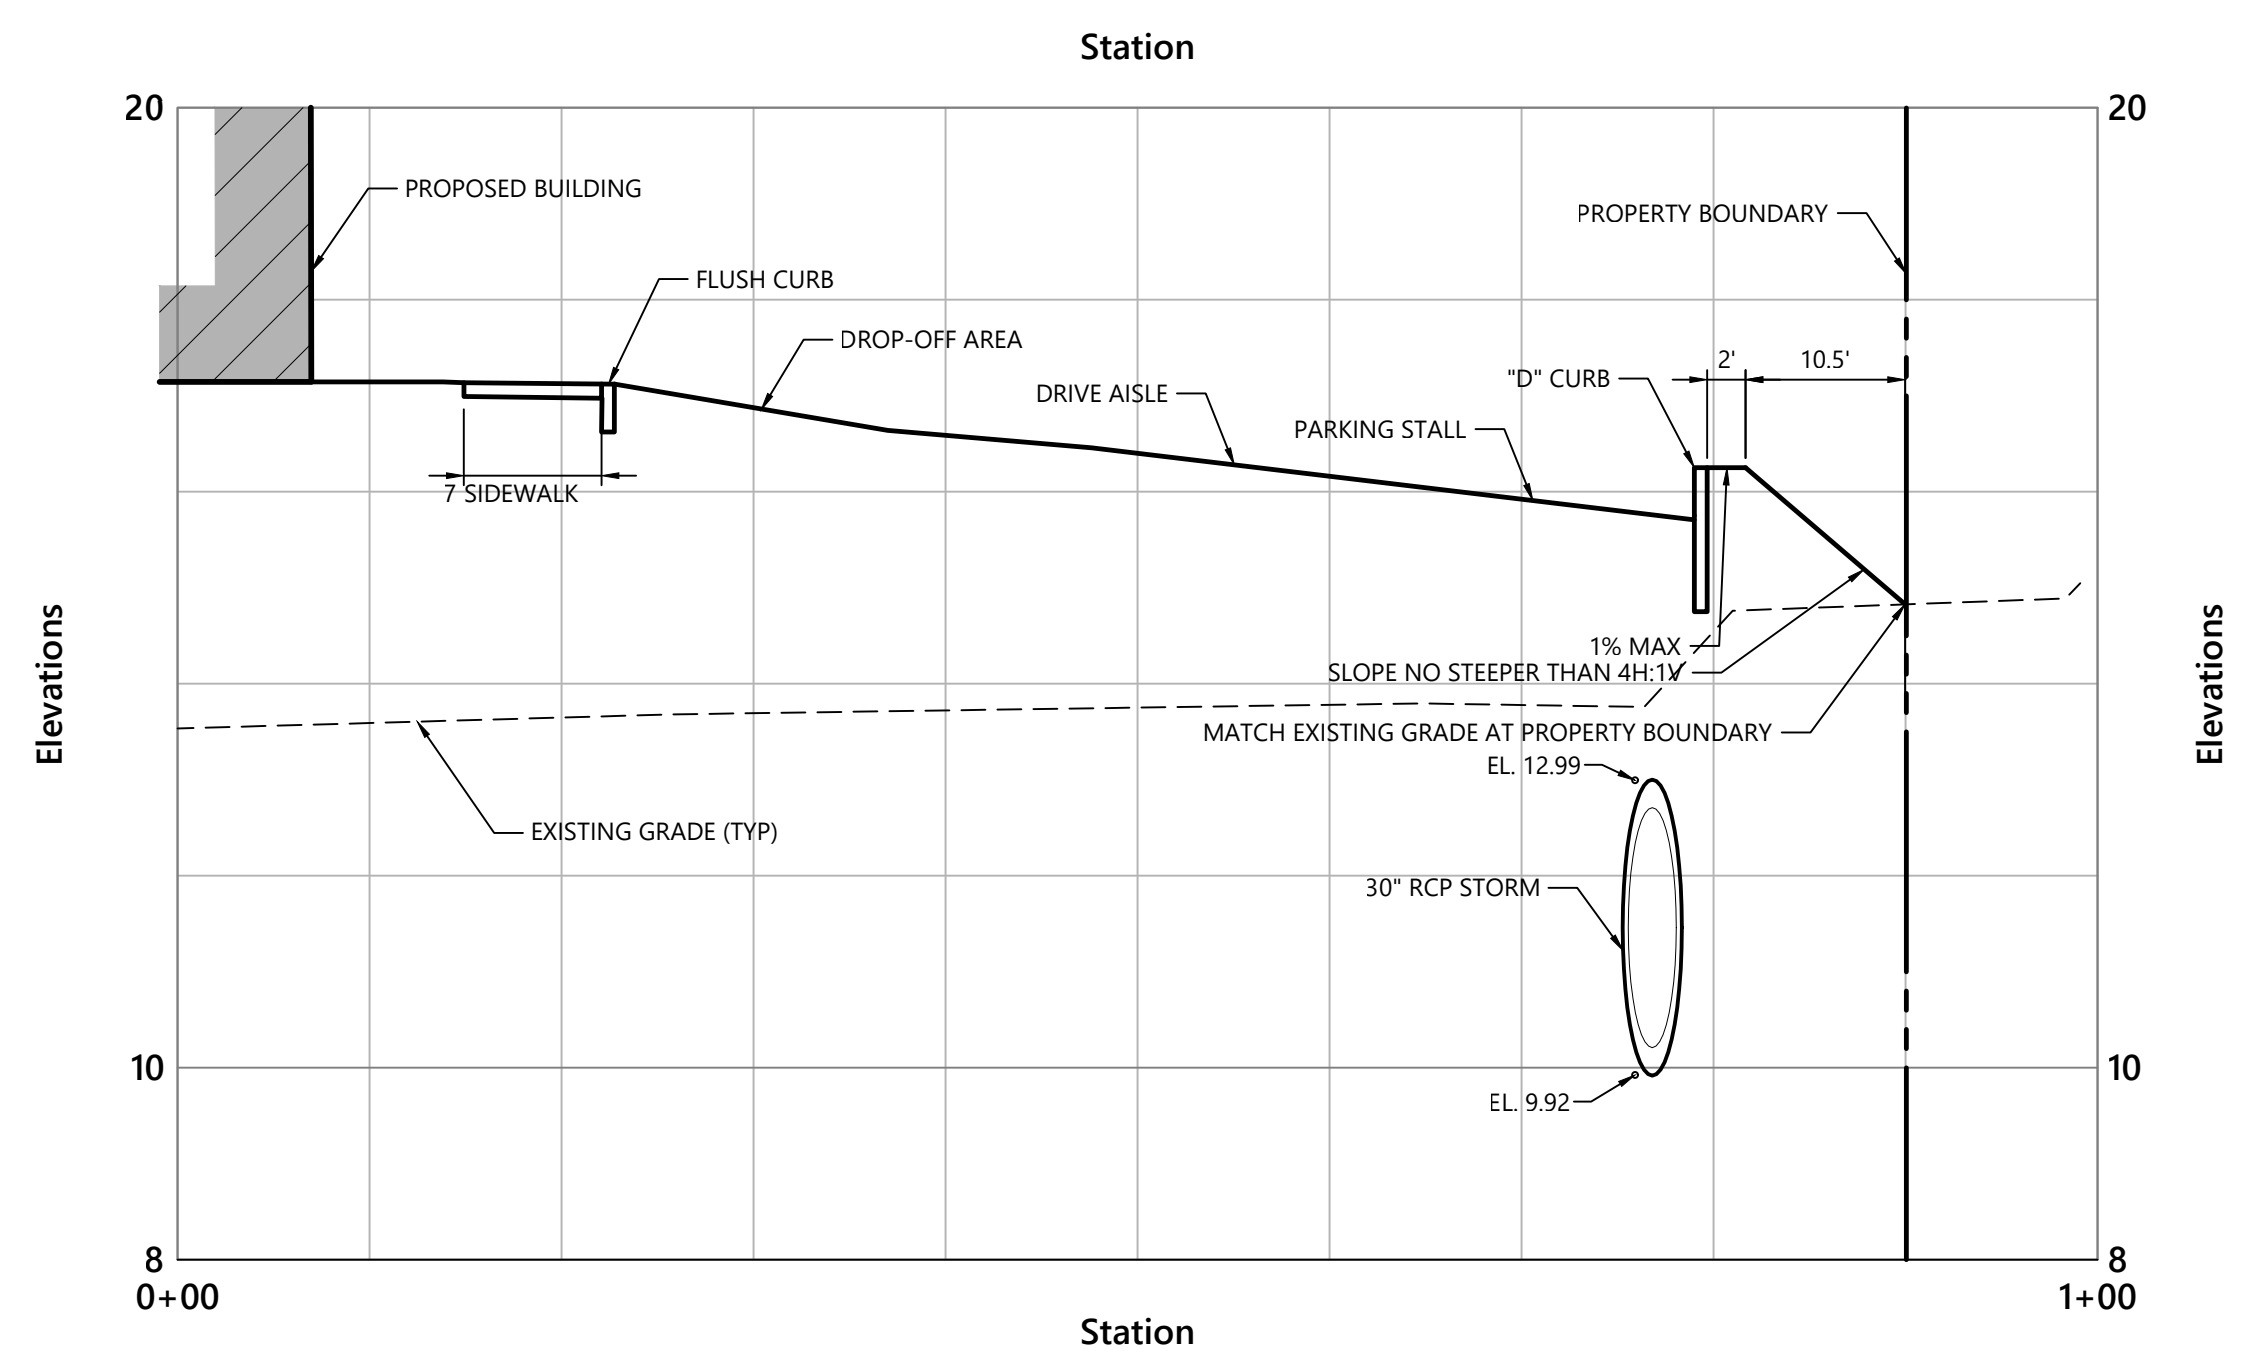 Station
20
20
PROPOSED BUILDING
PROPERTY BOUNDARY
FLUSH CURB
DROP-OFF AREA
2'
10.5'
"D" CURB
DRIVE AISLE
PARKING STALL
7 SIDEWALK
Elevations
Elevations
1% MAX
SLOPE NO STEEPER THAN 4H:1V
MATCH EXISTING GRADE AT PROPERTY BOUNDARY
EL. 12.99
EXISTING GRADE (TYP)
30" RCP STORM
10
10
EL. 9.92
8
8
0+00
1+00
Station